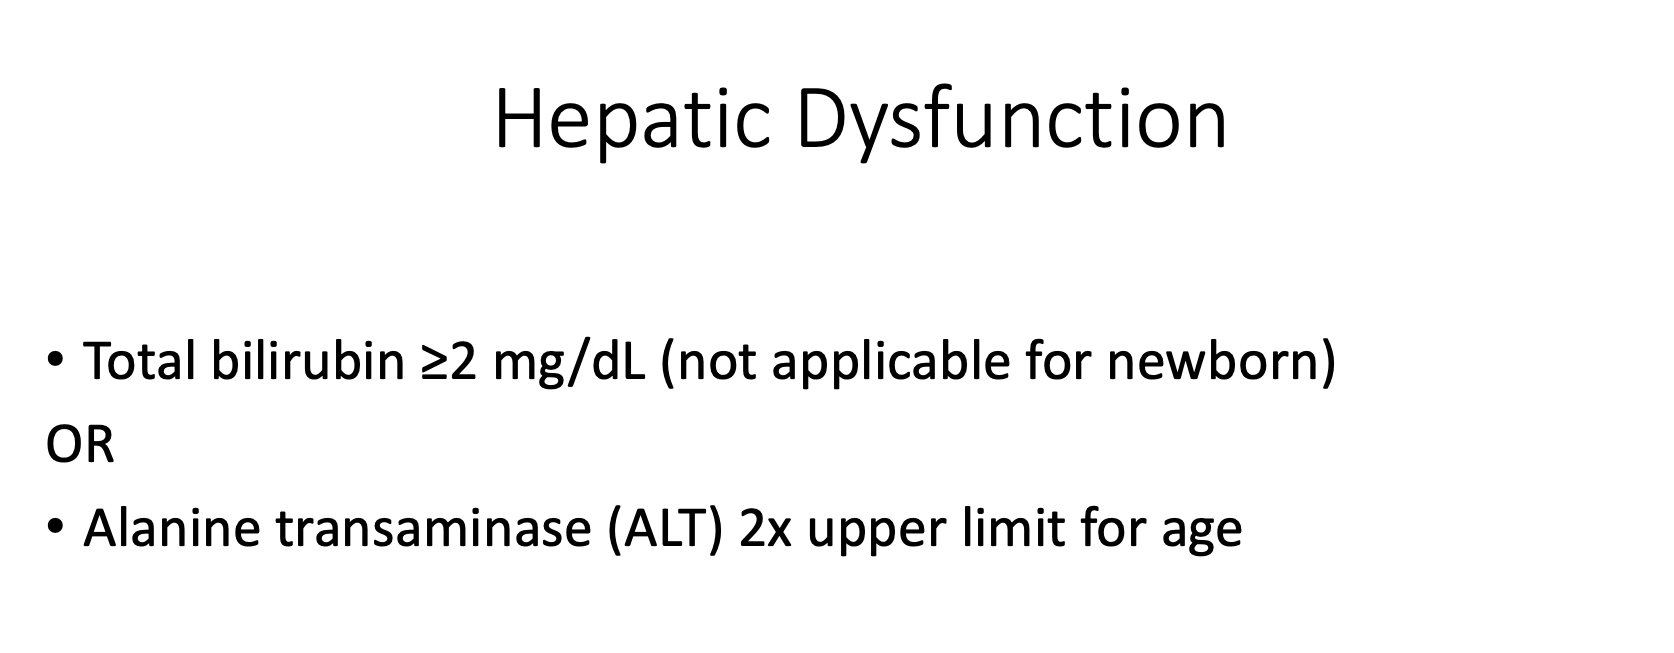 Hepatic Dysfunction
• Total bilirubin ≥2 mg/dL (not applicable for newborn)
OR
• Alanine transaminase (ALT) 2x upper limit for age